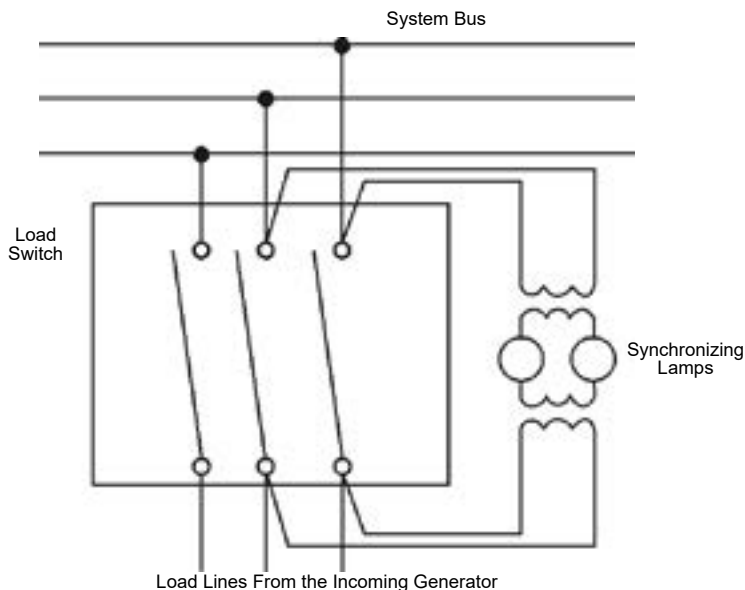 System Bus
Load
Switch
Synchronizing
Lamps
Load Lines From the Incoming Generator